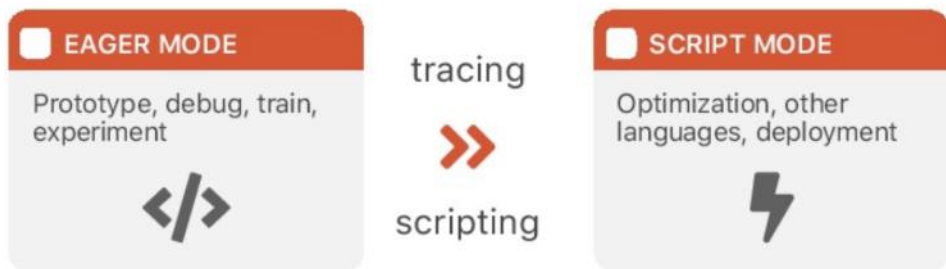 EAGER MODE
Prototype, debug, train,
experiment
tracing
scripting
SCRIPT MODE
Optimization, other
languages, deployment